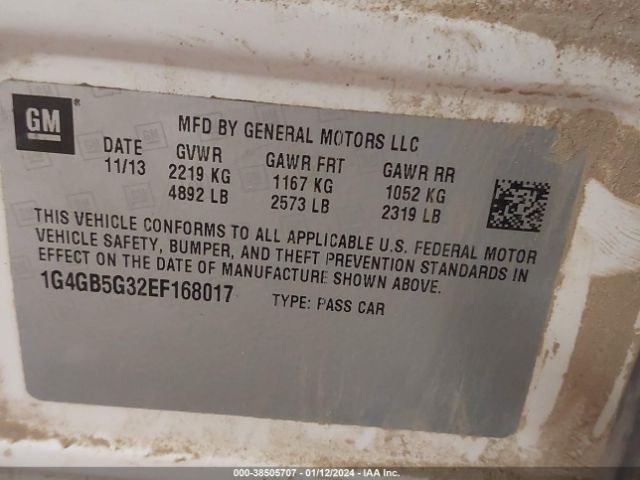 GM
MFD BY GENERAL MOTORS LLC
DATE GVWR GAWR FRT GAWR RR
11/13 2219 KG 1167 KG 1052 KG
4892 LB 2573 LB 2319 LB
THIS VEHICLE CONFORMS TO ALL APPLICABLE U.S. FEDERAL MOTOR
VEHICLE SAFETY, BUMPER, AND THEFT PREVENTION STANDARDS IN
EFFECT ON THE DATE OF MANUFACTURE SHOWN ABOVE.
1G4GB5G32EF168017 TYPE: PASS CAR
000-38505707 - 01/12/2024 - IAA Inc.